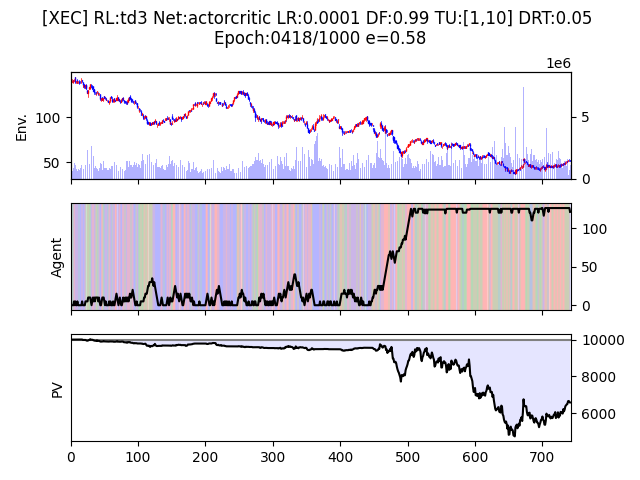 [XEC] RL:td3 Net:actorcritic LR:0.0001 DF:0.99 TU:[1,10] DRT:0.05
Epoch:0418/1000 e=0.58
1e6
Env.
100
50
5
0
Agent
100
50
0
PV
10000
8000
6000
0 100 200 300 400 500 600 700